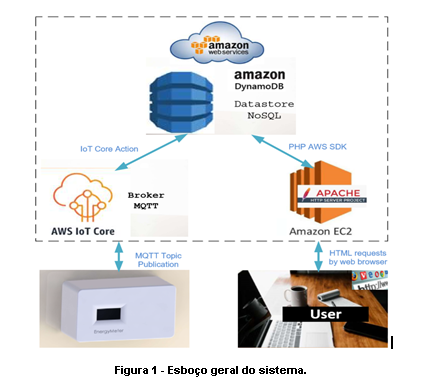 amazon
web services
amazon
DynamoDB
Datastore
NoSQL
IoT Core Action
PHP AWS SDK
Broker
MQTT
AWS IoT Core
APACHE
HTTP SERVER PROJECT
Amazon EC2
MQTT Topic
Publication
HTML requests
by web browser
EnergyMeter
User
Figura 1 - Esboço geral do sistema.